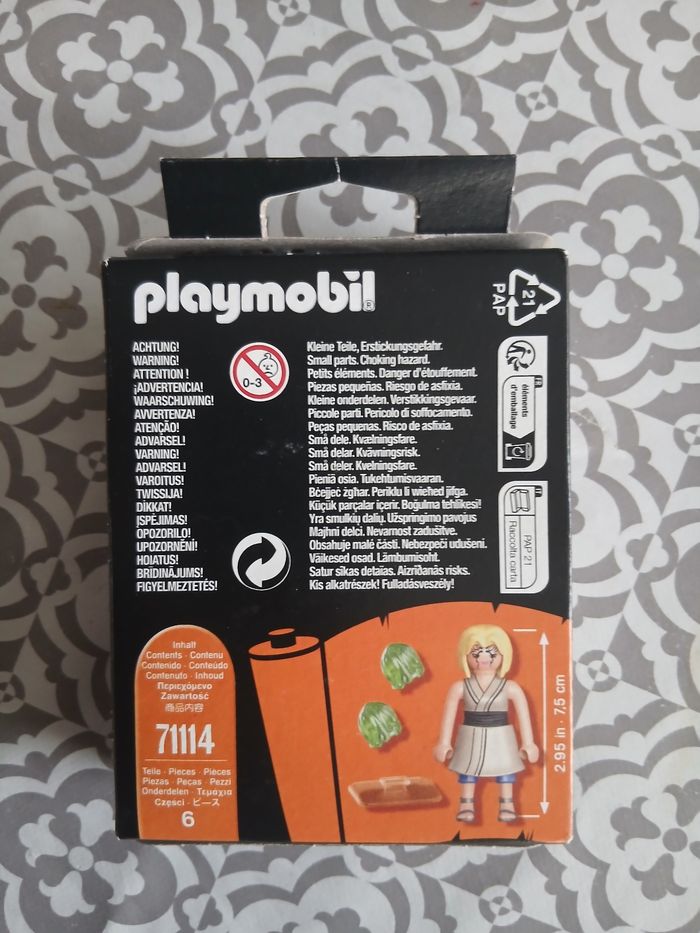 playmobil®
21
PAP
ACHTUNG!
WARNING!
ATTENTION !
¡ADVERTENCIA!
WAARSCHUWING!
AVVERTENZA!
ATENÇÃO!
ADVARSEL!
VARNING!
ADVARSEL!
VAROITUS!
TWISSIJA!
DİKKAT!
ĮSPĖJIMAS!
OPOZORILO!
UPOZORNĚNÍ!
HOIATUS!
BRĪDINĀJUMS!
FIGYELMEZTETÉS!
0-3
Kleine Teile, Erstickungsgefahr.
Small parts. Choking hazard.
Petits éléments. Danger d'étouffement.
Piezas pequeñas. Riesgo de asfixia.
Kleine onderdelen. Verstikkingsgevaar.
Piccole parti. Pericolo di soffocamento.
Peças pequenas. Risco de asfixia.
Små dele. Kvælningsfare.
Små delar. Kvävningsrisk.
Små deler. Kvelningsfare.
Pieniä osia. Tukehtumisvaaran.
Bċejjeċ żgħar. Periklu li wieħed jifga.
Küçük parçalar içerir. Boğulma tehlikesi!
Yra smulkių dalių. Užspringimo pavojus
Majhni delci. Nevarnost zadušitve.
Obsahuje malé části. Nebezpečí udušení.
Väikesed osad. Lämbumisoht.
Satur sīkas detaļas. Aizrīšanās risks.
Kis alkatrészek! Fulladásveszély!
FR
éléments
d'emballage
IT
PAP 21
Raccolta carta
Inhalt
Contents · Contenu
Contenido · Conteúdo
Contenuto · Inhoud
Περιεχόμενο
Zawartość
商品内容
71114
Teile · Pieces · Pièces
Piezas · Peças · Pezzi
Onderdelen · Τεμάχια
Części · ピース
6
2.95 in · 7,5 cm